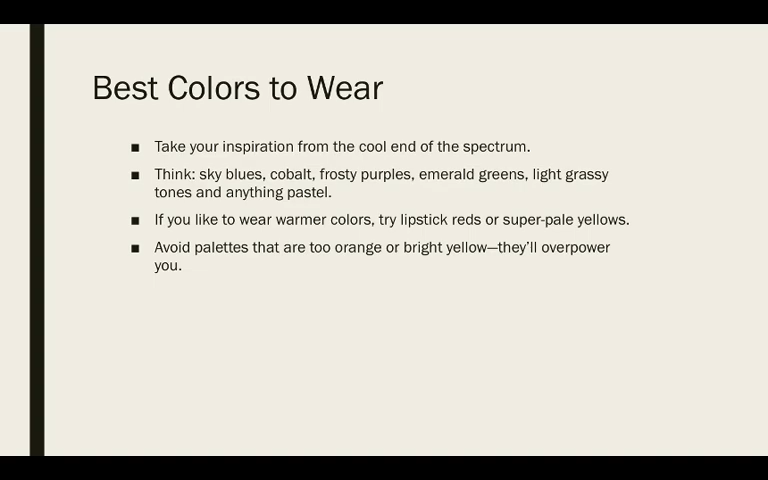 Best Colors to Wear
■ Take your inspiration from the cool end of the spectrum.
■ Think: sky blues, cobalt, frosty purples, emerald greens, light grassy
tones and anything pastel.
■ If you like to wear warmer colors, try lipstick reds or super-pale yellows.
■ Avoid palettes that are too orange or bright yellow—they’ll overpower
you.